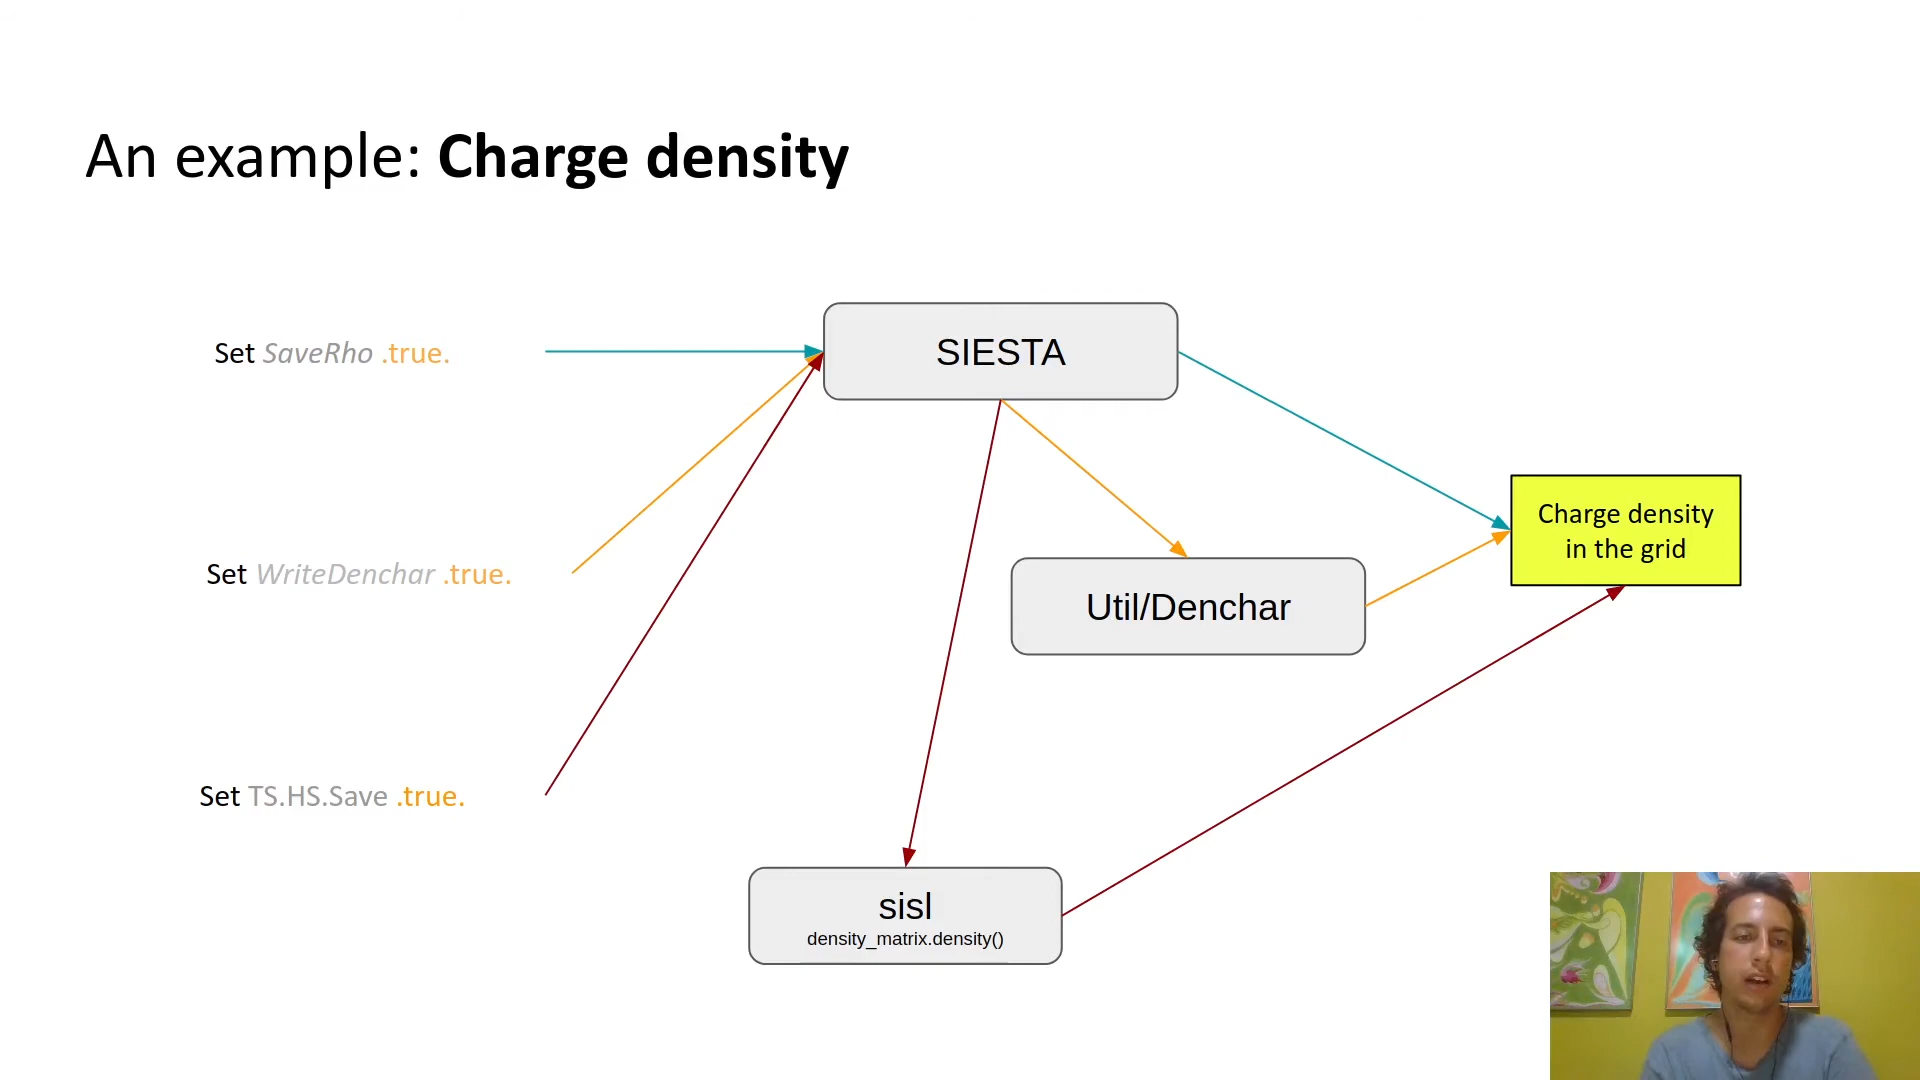 An example: Charge density
Set SaveRho .true.
SIESTA
Charge density
in the grid
Set WriteDenchar .true.
Util/Denchar
Set TS.HS.Save .true.
sisl
density_matrix.density()